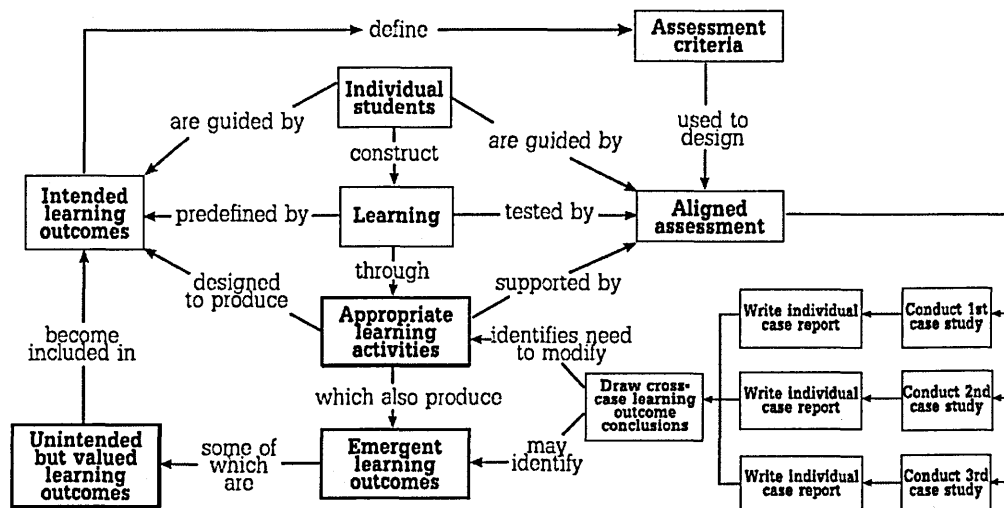 define
Assessment
criteria
Individual
students
are guided by
are guided by
used to
design
construct
Intended
learning
outcomes
predefined by
Learning
tested by
Aligned
assessment
through
designed
to produce
supported by
Appropriate
learning
activities
identifies need
to modify
Write individual
case report
Conduct 1st
case study
become
included in
which also produce
Draw cross-
case learning
outcome
conclusions
Write individual
case report
Conduct 2nd
case study
Unintended
but valued
learning
outcomes
some of
which
are
Emergent
learning
outcomes
may
identify
Write individual
case report
Conduct 3rd
case study